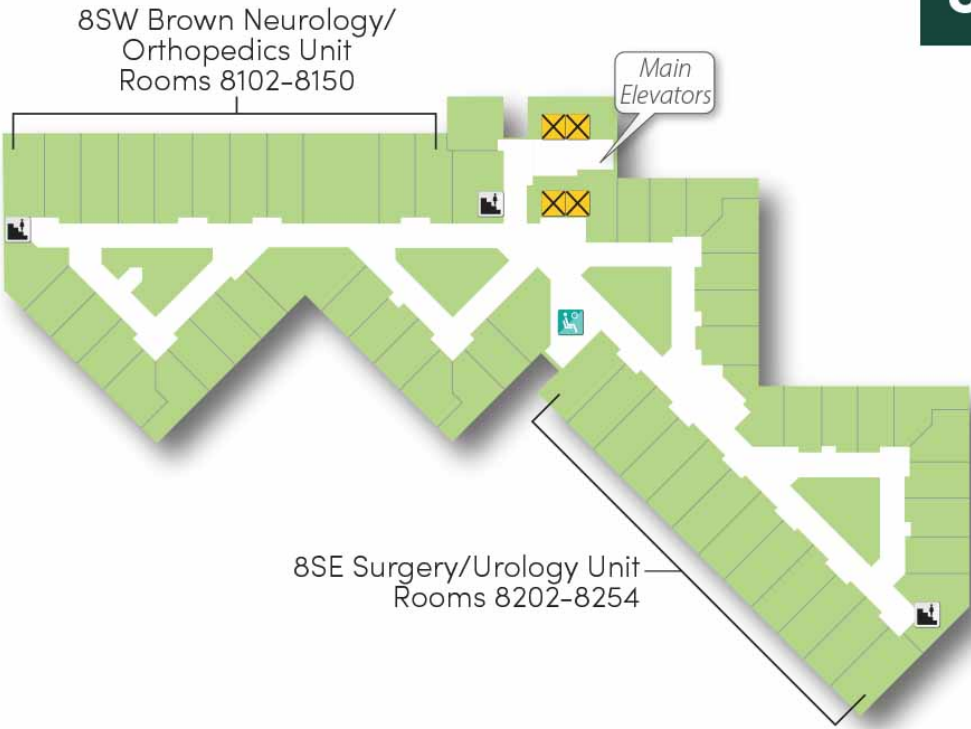 8SW Brown Neurology/
Orthopedics Unit
Rooms 8102-8150
Main
Elevators
8SE Surgery/Urology Unit
Rooms 8202-8254